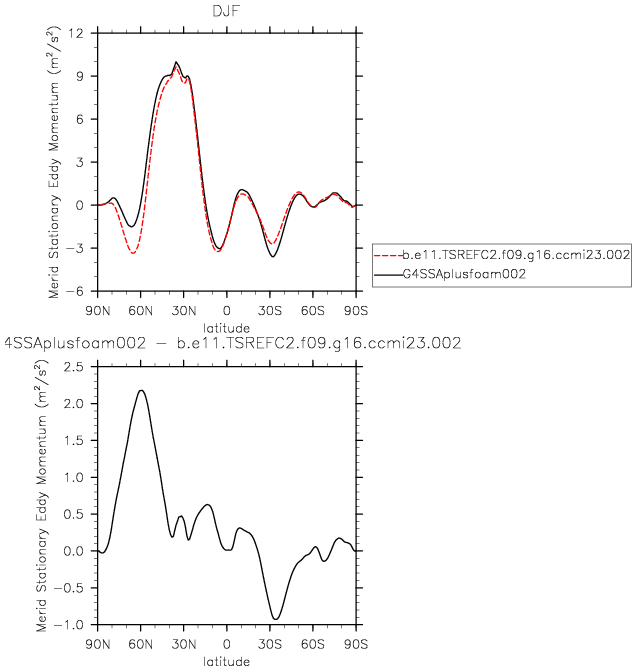 DJF
Merid Stationary Eddy Momentum (m²/s²)
12
9
6
3
0
−3
−6
90N 60N 30N 0 30S 60S 90S
latitude
b.e11.TSREFC2.f09.g16.ccmi23.002
G4SSAplusfoam002
4SSAplusfoam002 − b.e11.TSREFC2.f09.g16.ccmi23.002
Merid Stationary Eddy Momentum (m²/s²)
2.5
2.0
1.5
1.0
0.5
0.0
−0.5
−1.0
90N 60N 30N 0 30S 60S 90S
latitude